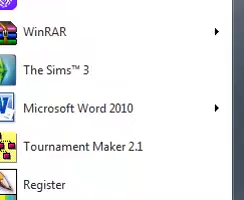 WinRAR
The Sims™ 3
Microsoft Word 2010
Tournament Maker 2.1
Register